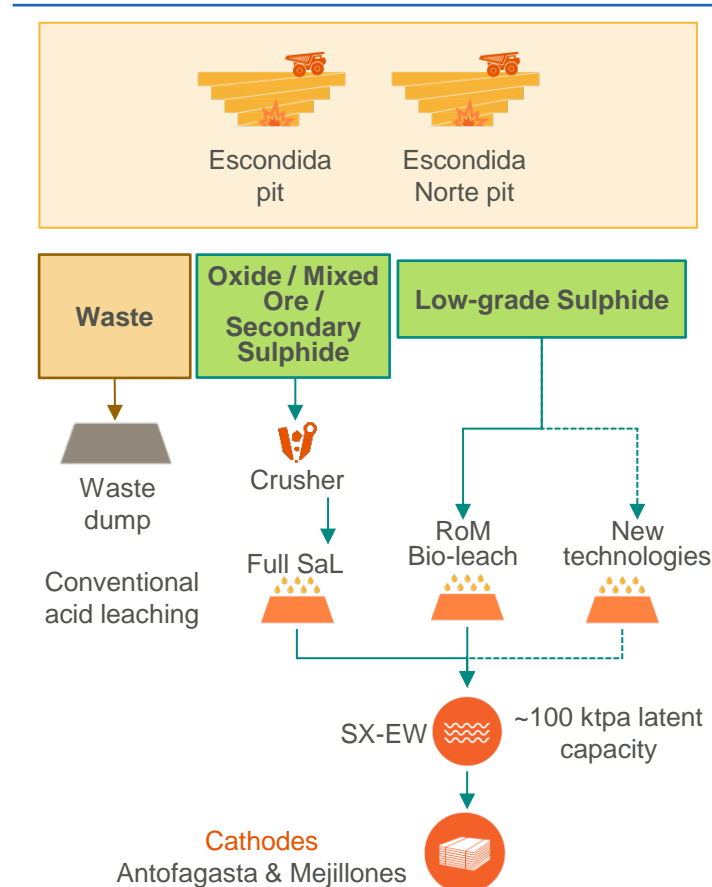 Escondida
pit
Escondida
Norte pit
Waste
Oxide / Mixed
Ore /
Secondary
Sulphide
Low-grade Sulphide
Waste
dump
Crusher
Conventional
acid leaching
Full SaL
RoM
Bio-leach
New
technologies
SX-EW
~100 ktpa latent
capacity
Cathodes
Antofagasta & Mejillones